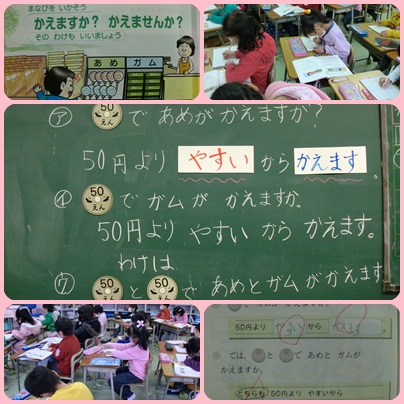 まなびを いかそう
かえますか？ かえませんか？
その わけも いいましょう
あめ ガム
㋐ 50えん で あめが かえますか？
50円より やすい から かえます。
㋑ 50えん で ガム が かえますか。
50円より やすい から かえます。
わけは
㋒ 50えん と 50えん で あめとガム がかえます
50円より やすい から かえます
では、 と で あめと ガムが
かえますか。
どちらも 50円より やすいから